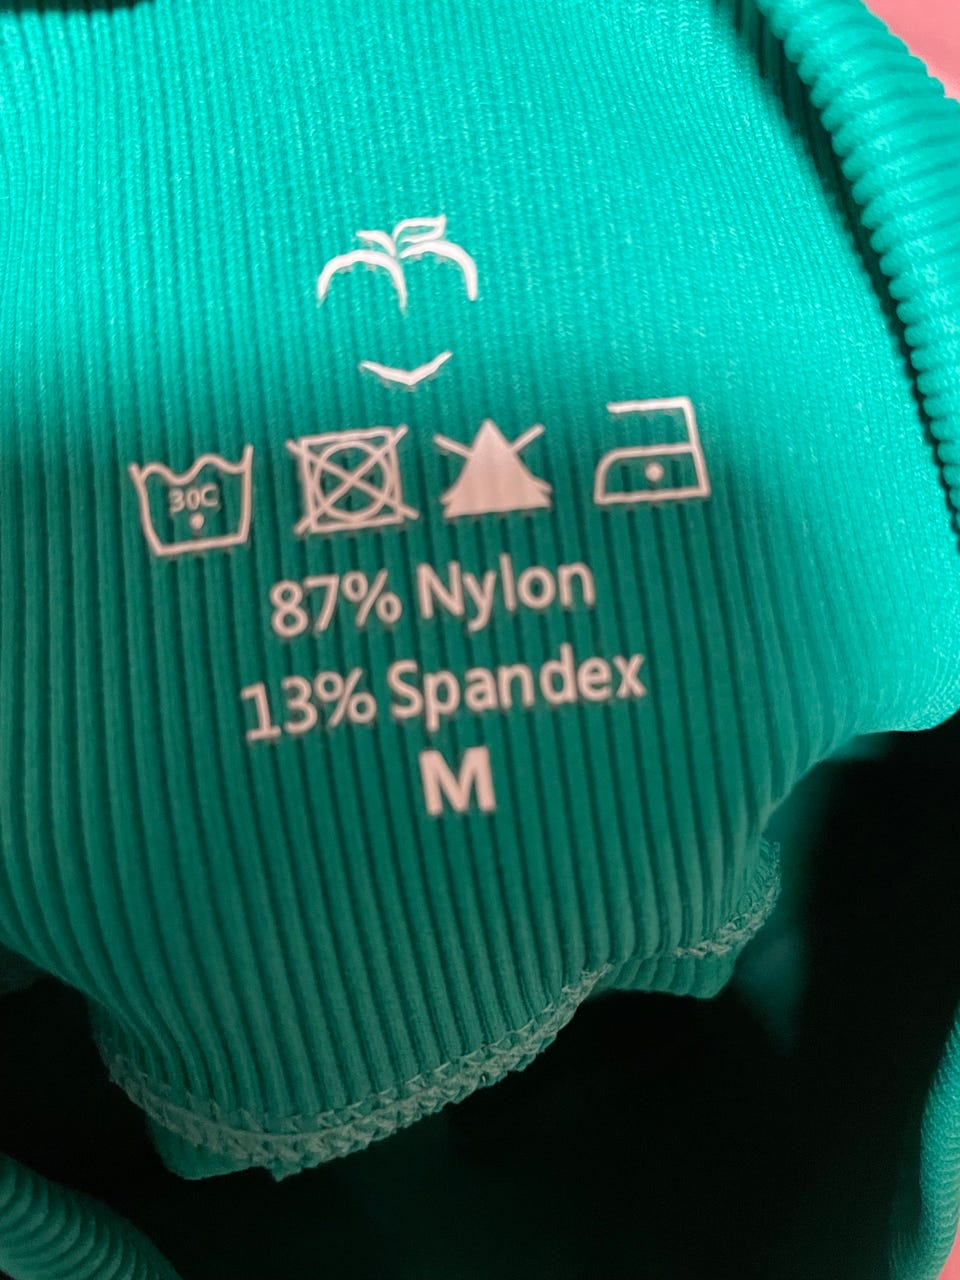 30C
87% Nylon
13% Spandex
M